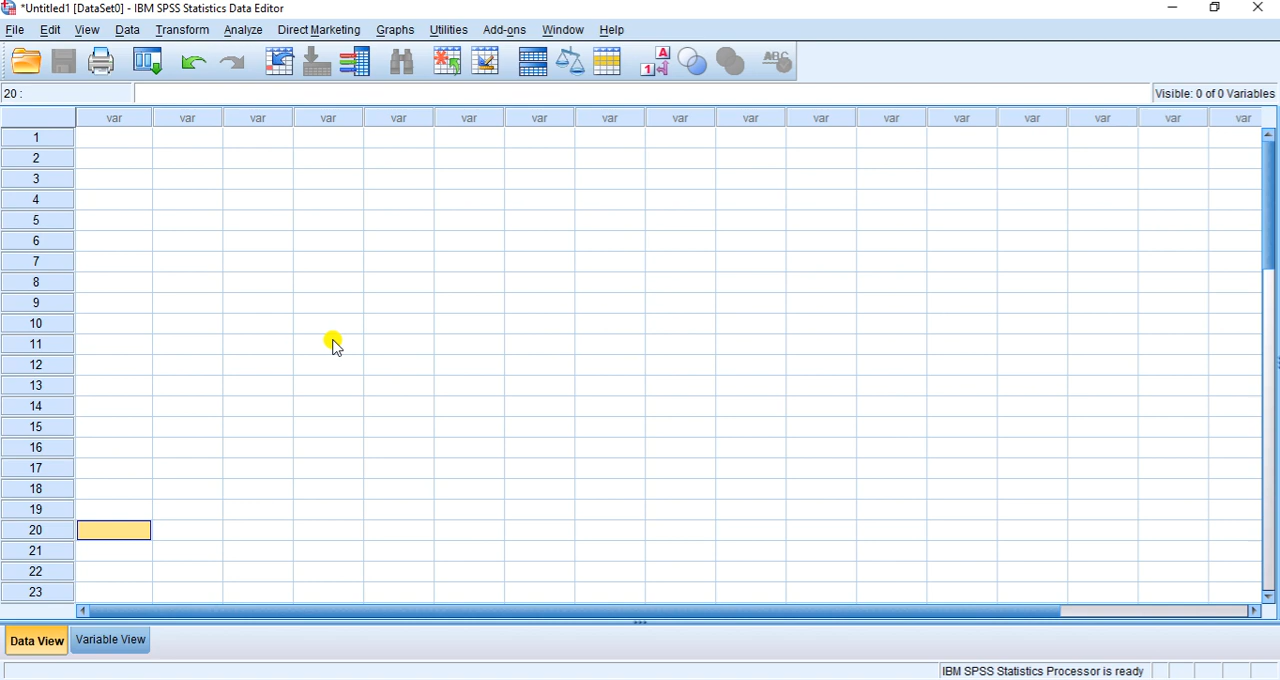 *Untitled1 [DataSet0] - IBM SPSS Statistics Data Editor
File Edit View Data Transform Analyze Direct Marketing Graphs Utilities Add-ons Window Help
1 A
ABC
20 : Visible: 0 of 0 Variables
var var var var var var var var var var var var var var var var var
1
2
3
4
5
6
7
8
9
10
11
12
13
14
15
16
17
18
19
20
21
22
23
Data View Variable View
IBM SPSS Statistics Processor is ready